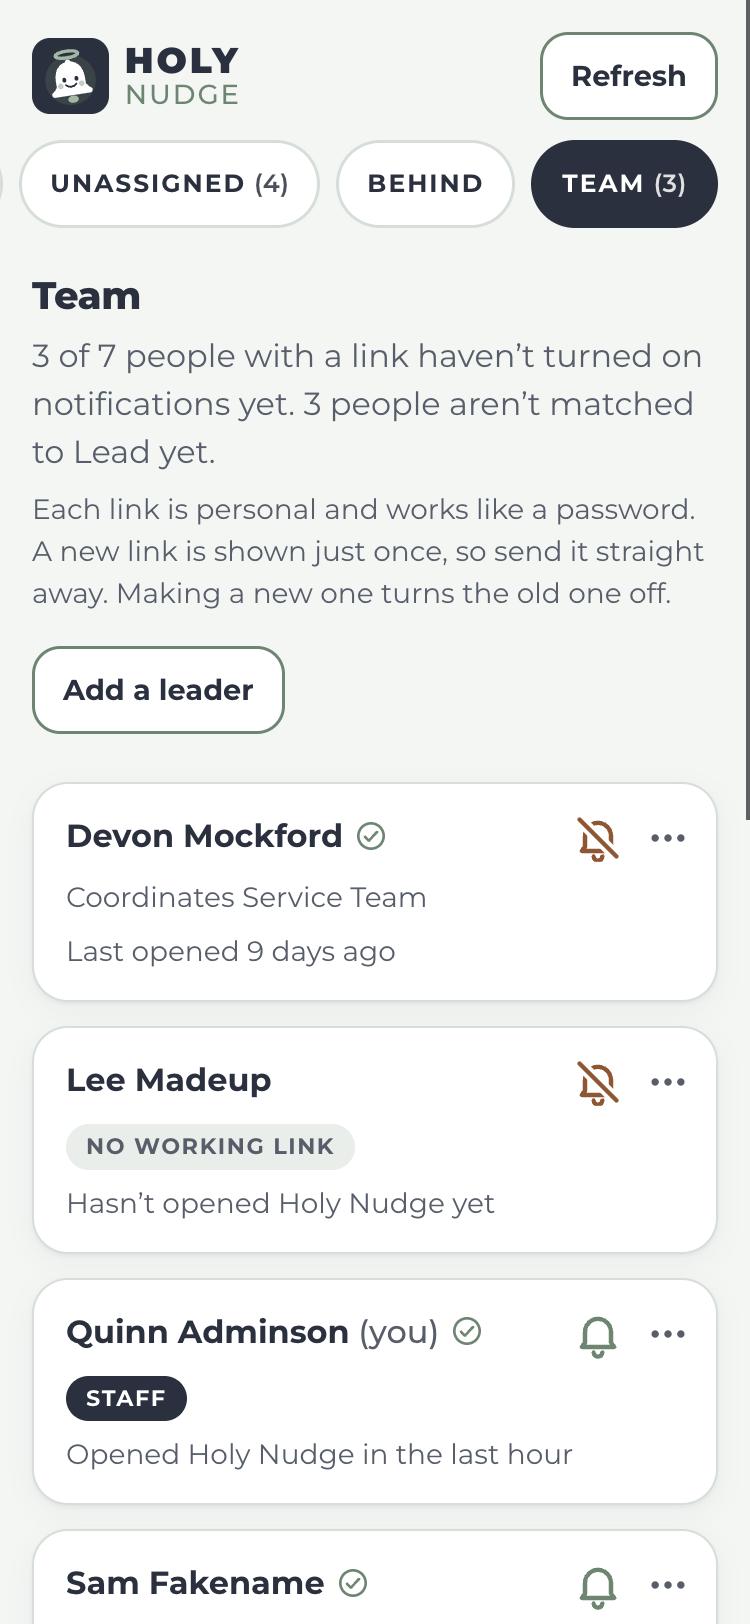 HOLY
NUDGE
Refresh
UNASSIGNED (4)
BEHIND
TEAM (3)
Team
3 of 7 people with a link haven’t turned on
notifications yet. 3 people aren’t matched
to Lead yet.
Each link is personal and works like a password.
A new link is shown just once, so send it straight
away. Making a new one turns the old one off.
Add a leader
Devon Mockford
Coordinates Service Team
Last opened 9 days ago
Lee Madeup
NO WORKING LINK
Hasn’t opened Holy Nudge yet
Quinn Adminson (you)
STAFF
Opened Holy Nudge in the last hour
Sam Fakename